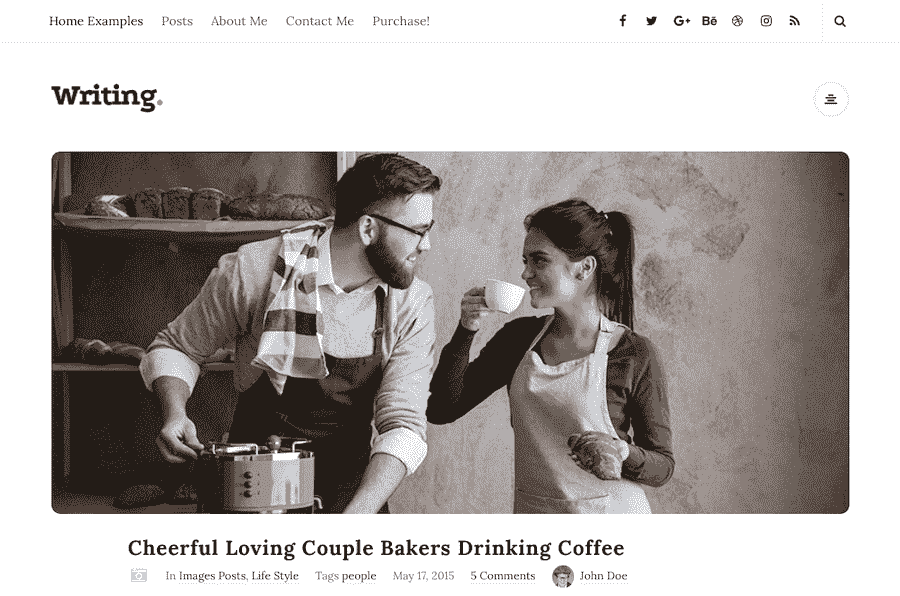 Home Examples Posts About Me Contact Me Purchase!
Writing.
Cheerful Loving Couple Bakers Drinking Coffee
In Images Posts, Life Style Tags people May 17, 2015 5 Comments John Doe